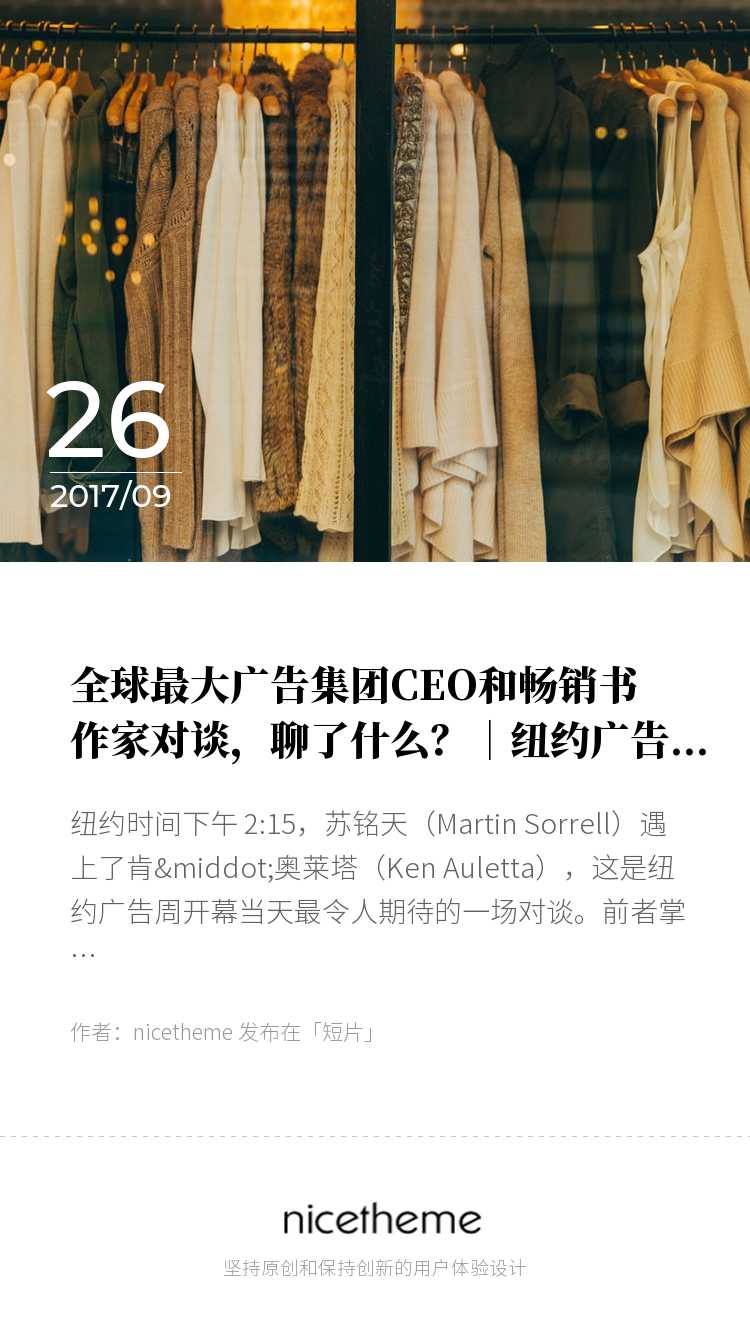 26
2017/09
全球最大广告集团CEO和畅销书
作家对谈，聊了什么？｜纽约广告...
纽约时间下午 2:15，苏铭天（Martin Sorrell）遇
上了肯&middot;奥莱塔（Ken Auletta），这是纽
约广告周开幕当天最令人期待的一场对谈。前者掌
…
作者：nicetheme 发布在「短片」
nicetheme
坚持原创和保持创新的用户体验设计